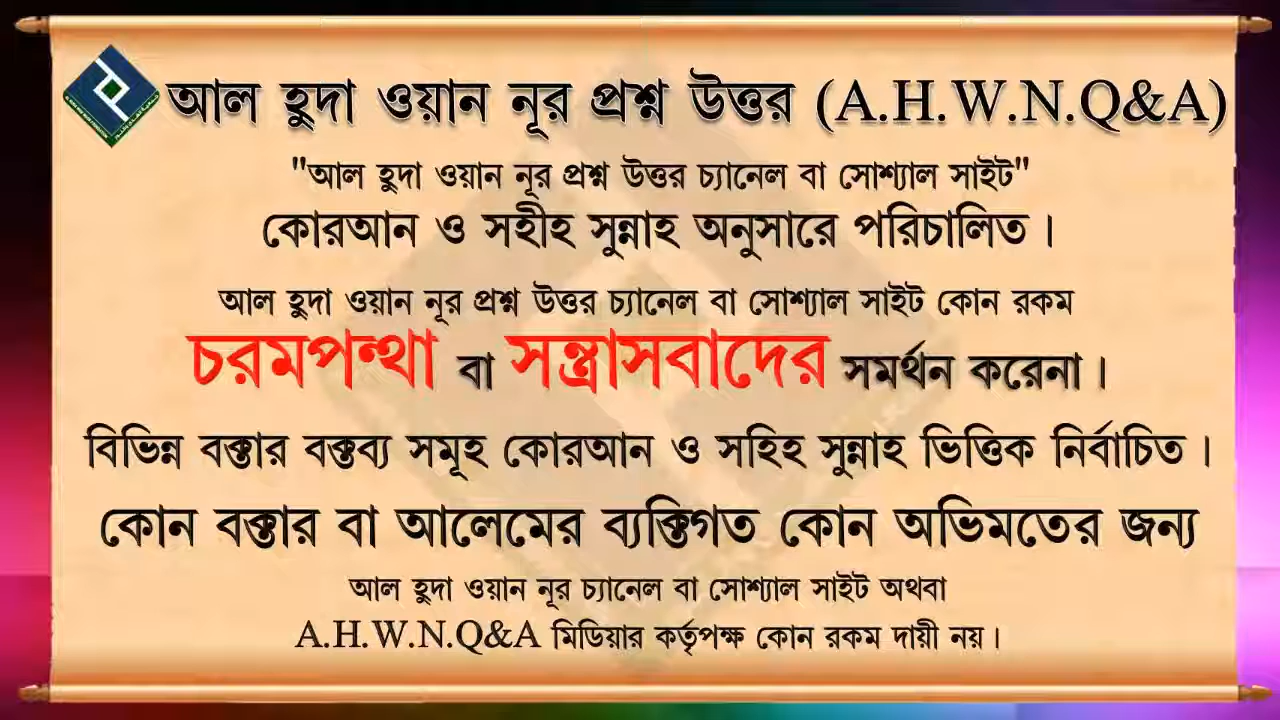 আল হুদা ওয়ান নূর প্রশ্ন উত্তর (A.H.W.N.Q&A)
"আল হুদা ওয়ান নূর প্রশ্ন উত্তর চ্যানেল বা সোশ্যাল সাইট"
কোরআন ও সহীহ সুন্নাহ অনুসারে পরিচালিত।
আল হুদা ওয়ান নূর প্রশ্ন উত্তর চ্যানেল বা সোশ্যাল সাইট কোন রকম
চরমপন্থা বা সন্ত্রাসবাদের সমর্থন করেনা।
বিভিন্ন বক্তার বক্তব্য সমূহ কোরআন ও সহিহ সুন্নাহ ভিত্তিক নির্বাচিত।
কোন বক্তার বা আলেমের ব্যক্তিগত কোন অভিমতের জন্য
আল হুদা ওয়ান নূর চ্যানেল বা সোশ্যাল সাইট অথবা
A.H.W.N.Q&A মিডিয়ার কর্তৃপক্ষ কোন রকম দায়ী নয়।